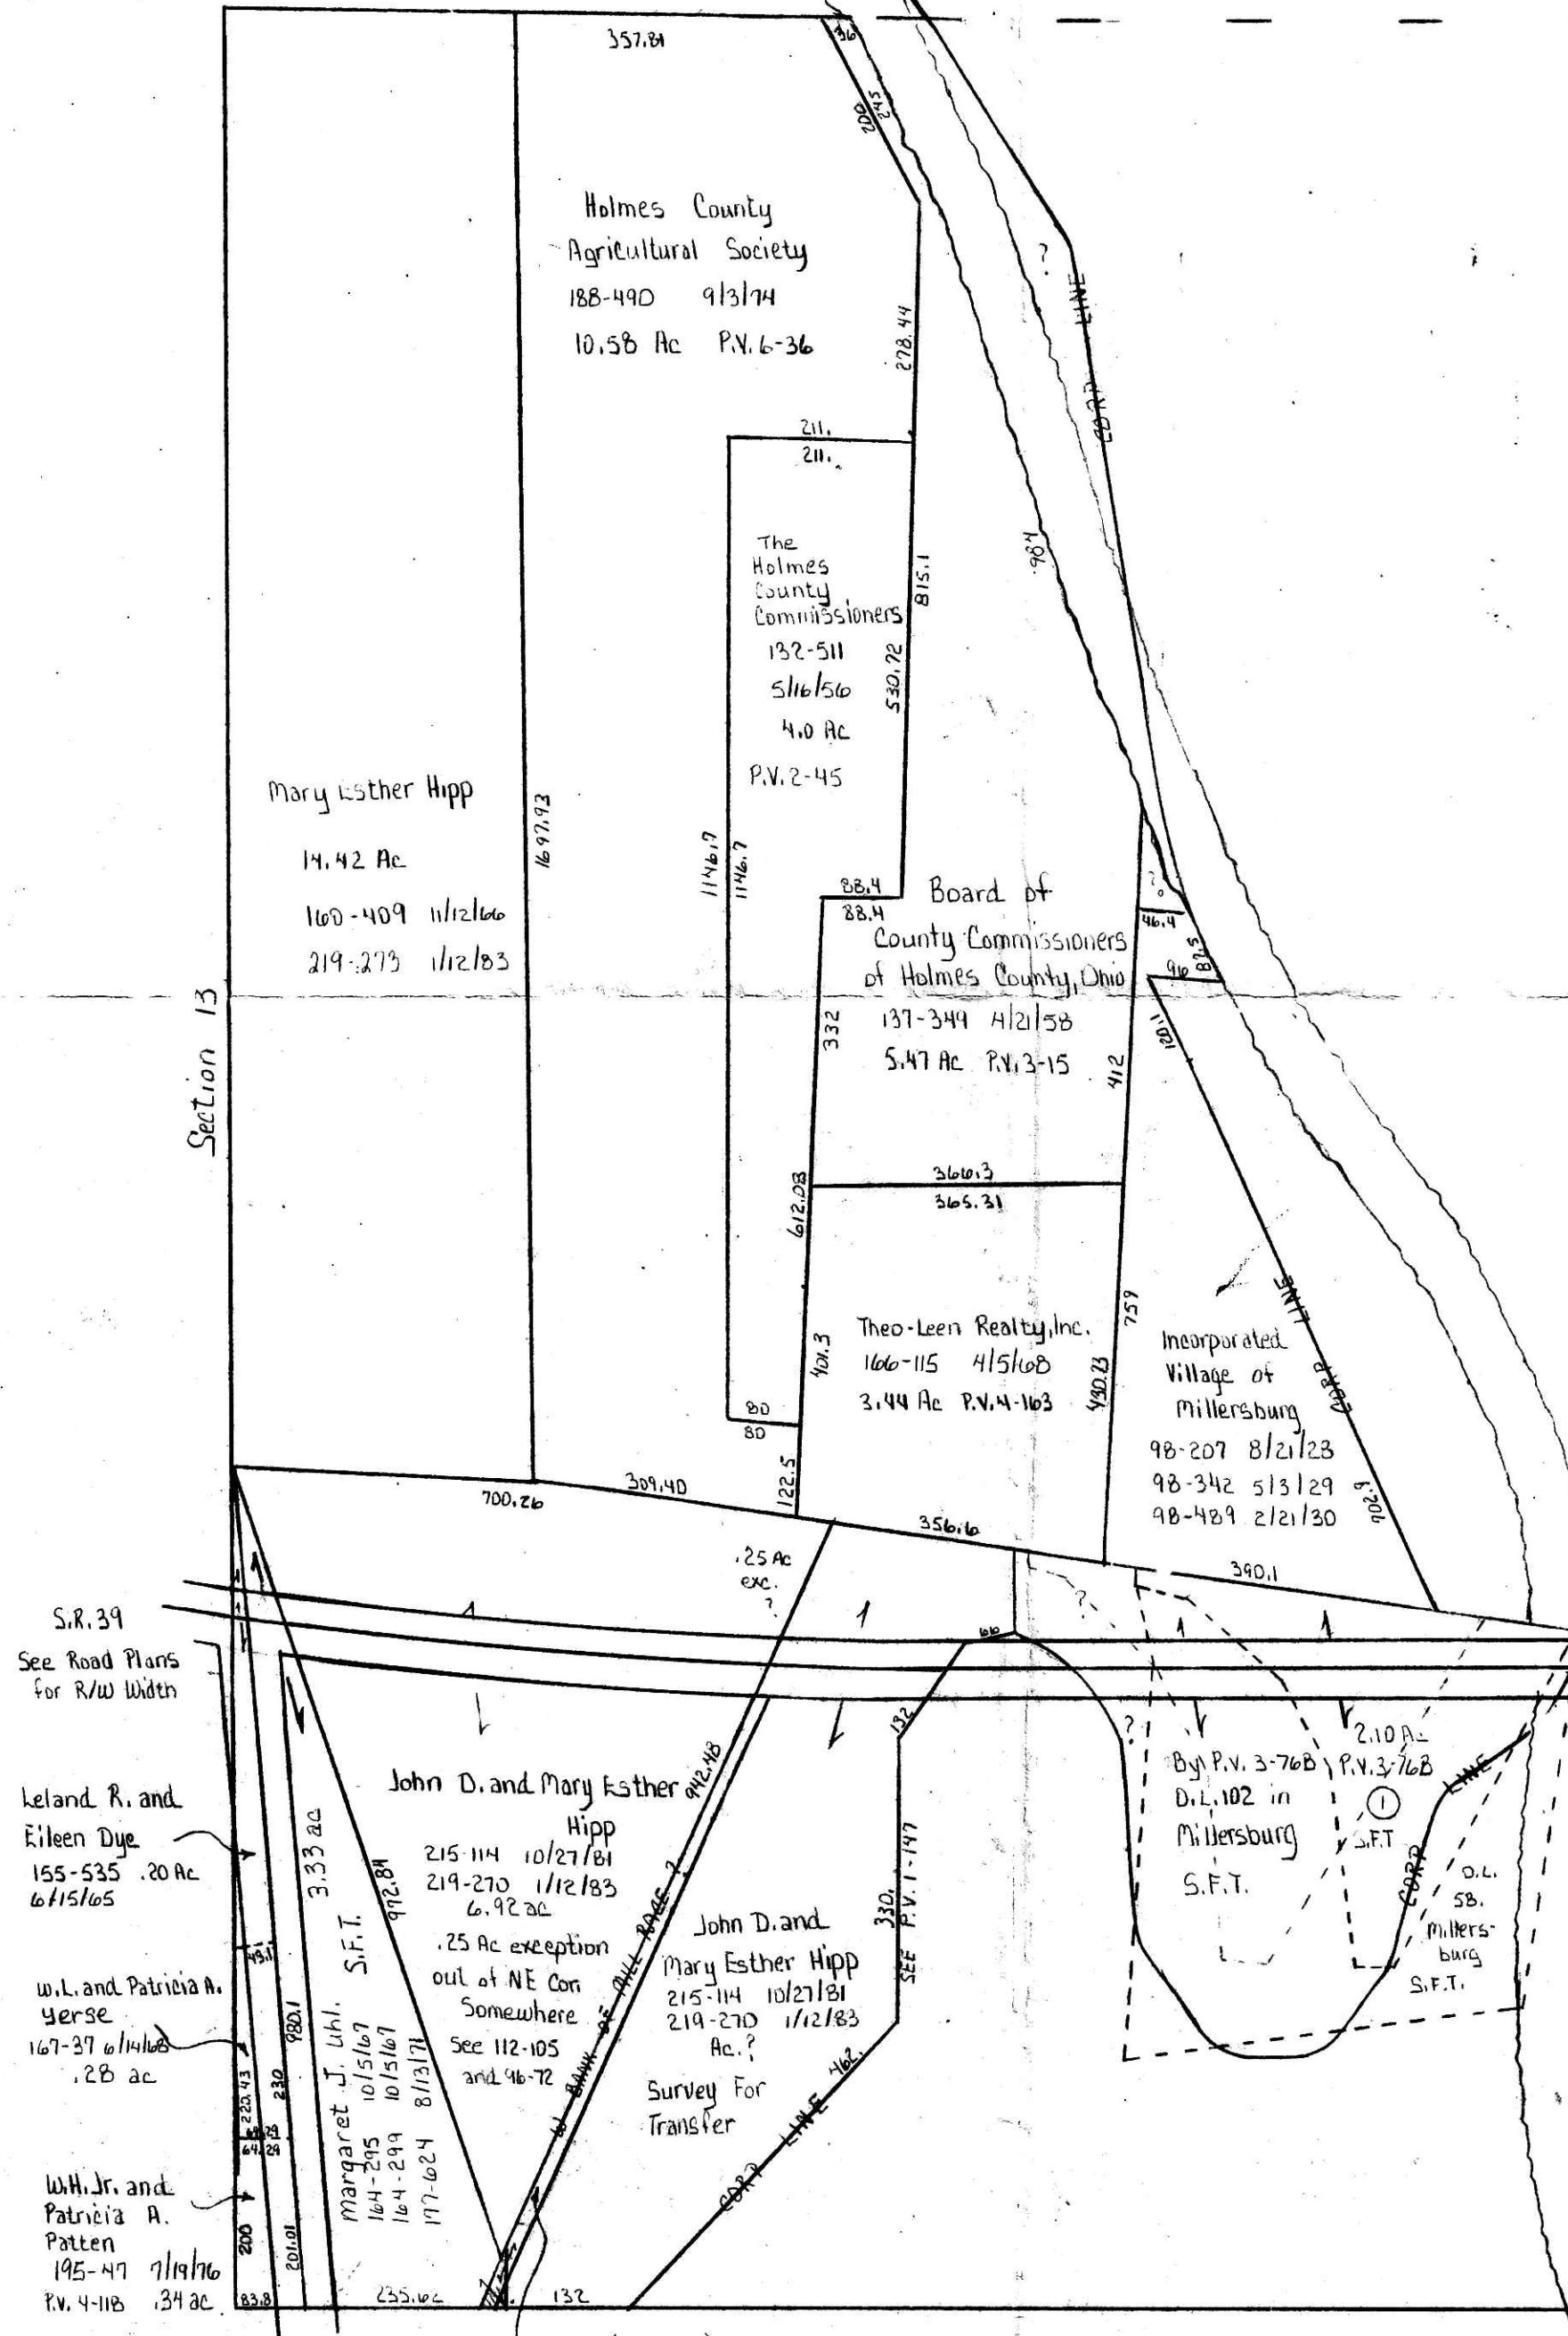 357.81
36
200
245
Holmes County
Agricultural Society
188-490 9/3/74
10.58 Ac P.V. 6-36
278.44
?
CORP LINE
211.
211.
The
Holmes
County
Commissioners
132-511
5/16/56
4.0 Ac
P.V. 2-45
815.1
530.72
984
Mary Esther Hipp
14.42 Ac
160-409 11/12/66
219-273 1/12/83
1697.93
1146.7
1146.7
88.4
88.4
Board of
County Commissioners
of Holmes County, Ohio
137-349 4/21/58
5.47 Ac P.V. 3-15
?
46.4
82.5
96
120.11
332
412
Section 13
366.3
365.31
612.08
401.3
Theo-Leen Realty, Inc.
166-115 4/5/68
3.44 Ac P.V. 4-163
759
430.23
Incorporated
Village of
Millersburg
98-207 8/21/23
98-342 5/3/29
98-489 2/21/30
CORP LINE
902.9
80
80
122.5
700.26
309.40
356.6
390.1
.25 Ac
exc.
?
?
66
S.R. 39
See Road Plans
for R/W Width
132
?
2.10 Ac
By P.V. 3-76B
P.V. 3-76B
D.L. 102 in
Millersburg
S.F.T.
1
S.F.T
CORP LINE
D.L.
58.
Millers-
burg
S.F.T.
Leland R. and
Eileen Dye
155-535 .20 Ac
6/15/65
W.L. and Patricia A.
Yerse
167-37 6/14/68
.28 ac
W.H. Jr. and
Patricia A.
Patten
195-47 7/19/76
P.V. 4-118 .34 ac
49.1
220.43
230
64.29
64.29
200
83.8
980.1
201.01
3.33 ac
S.F.T.
Margaret J. Uhl.
164-295 10/5/67
164-299 10/5/67
177-624 8/13/71
972.84
John D. and Mary Esther
Hipp
215-114 10/27/81
219-270 1/12/83
6.92 ac
.25 Ac exception
out of NE Cor.
Somewhere
See 112-105
and 96-72
942.48
W BANK OF MILL RACE ?
John D. and
Mary Esther Hipp
215-114 10/27/81
219-270 1/12/83
Ac. ?
Survey For
Transfer
330.
SEE P.V. 1-147
CORP LINE 462.
235.62
?
132